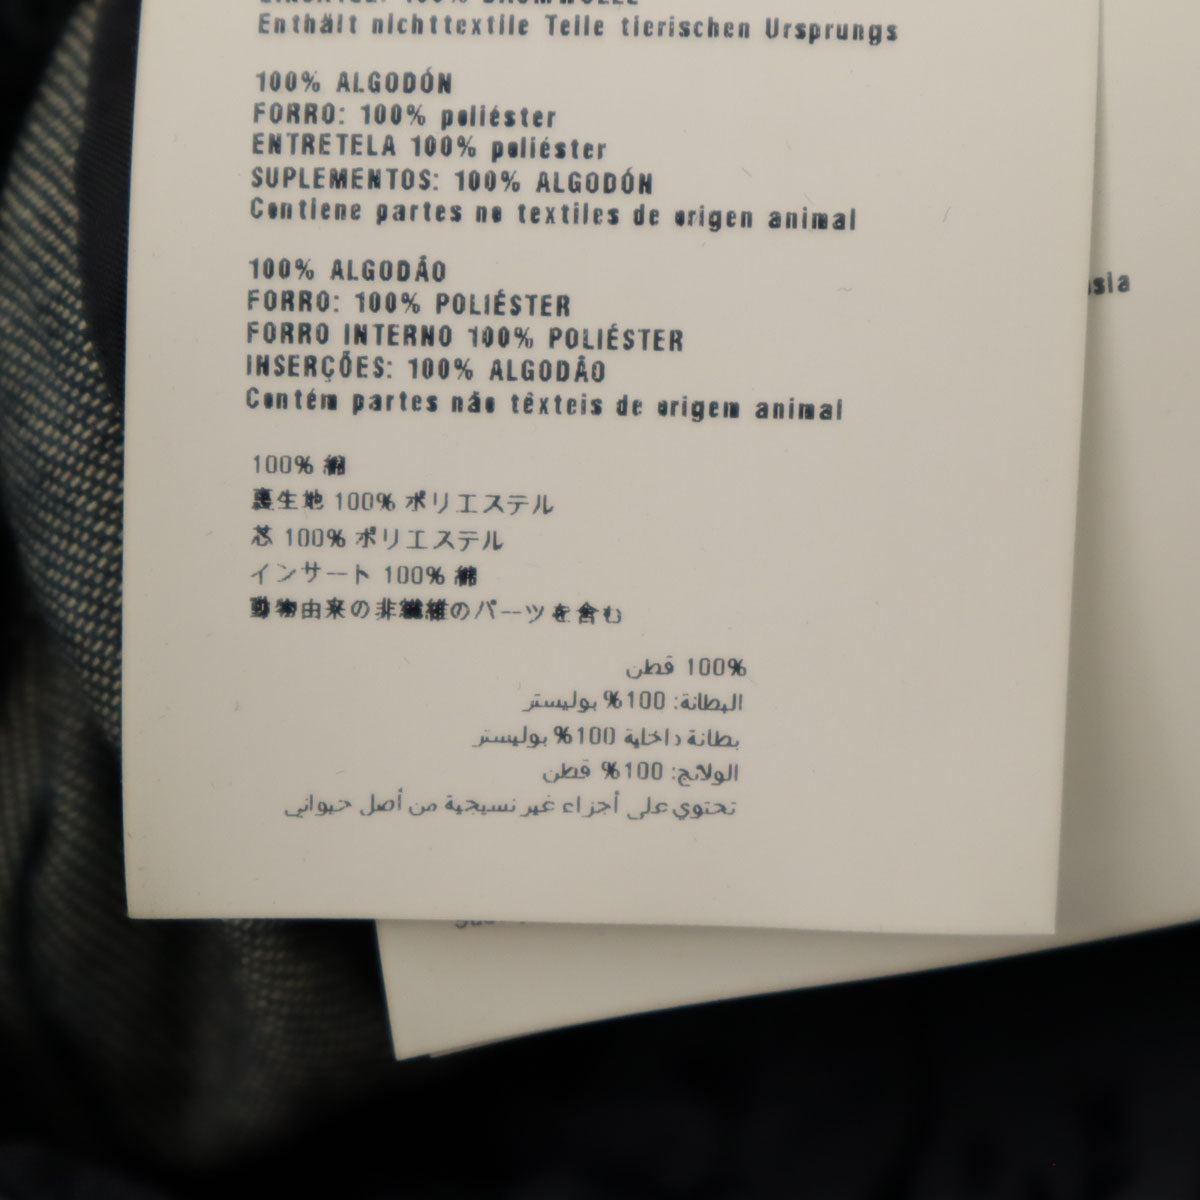 100% BAUMWOLLE
Enthält nichttextile Teile tierischen Ursprungs
100% ALGODÓN
FORRO: 100% poliéster
ENTRETELA 100% poliéster
SUPLEMENTOS: 100% ALGODÓN
Contiene partes no textiles de origen animal
100% ALGODÃO
FORRO: 100% POLIÉSTER
FORRO INTERNO 100% POLIÉSTER
INSERÇÕES: 100% ALGODÃO
Contém partes não têxteis de origem animal
100% 綿
裏生地 100% ポリエステル
芯 100% ポリエステル
インサート 100% 綿
動物由来の非繊維のパーツを含む
100% قطن
البطانة: 100% بوليستر
بطانة داخلية 100% بوليستر
الولائج: 100% قطن
تحتوي على أجزاء غير نسيجية من أصل حيواني